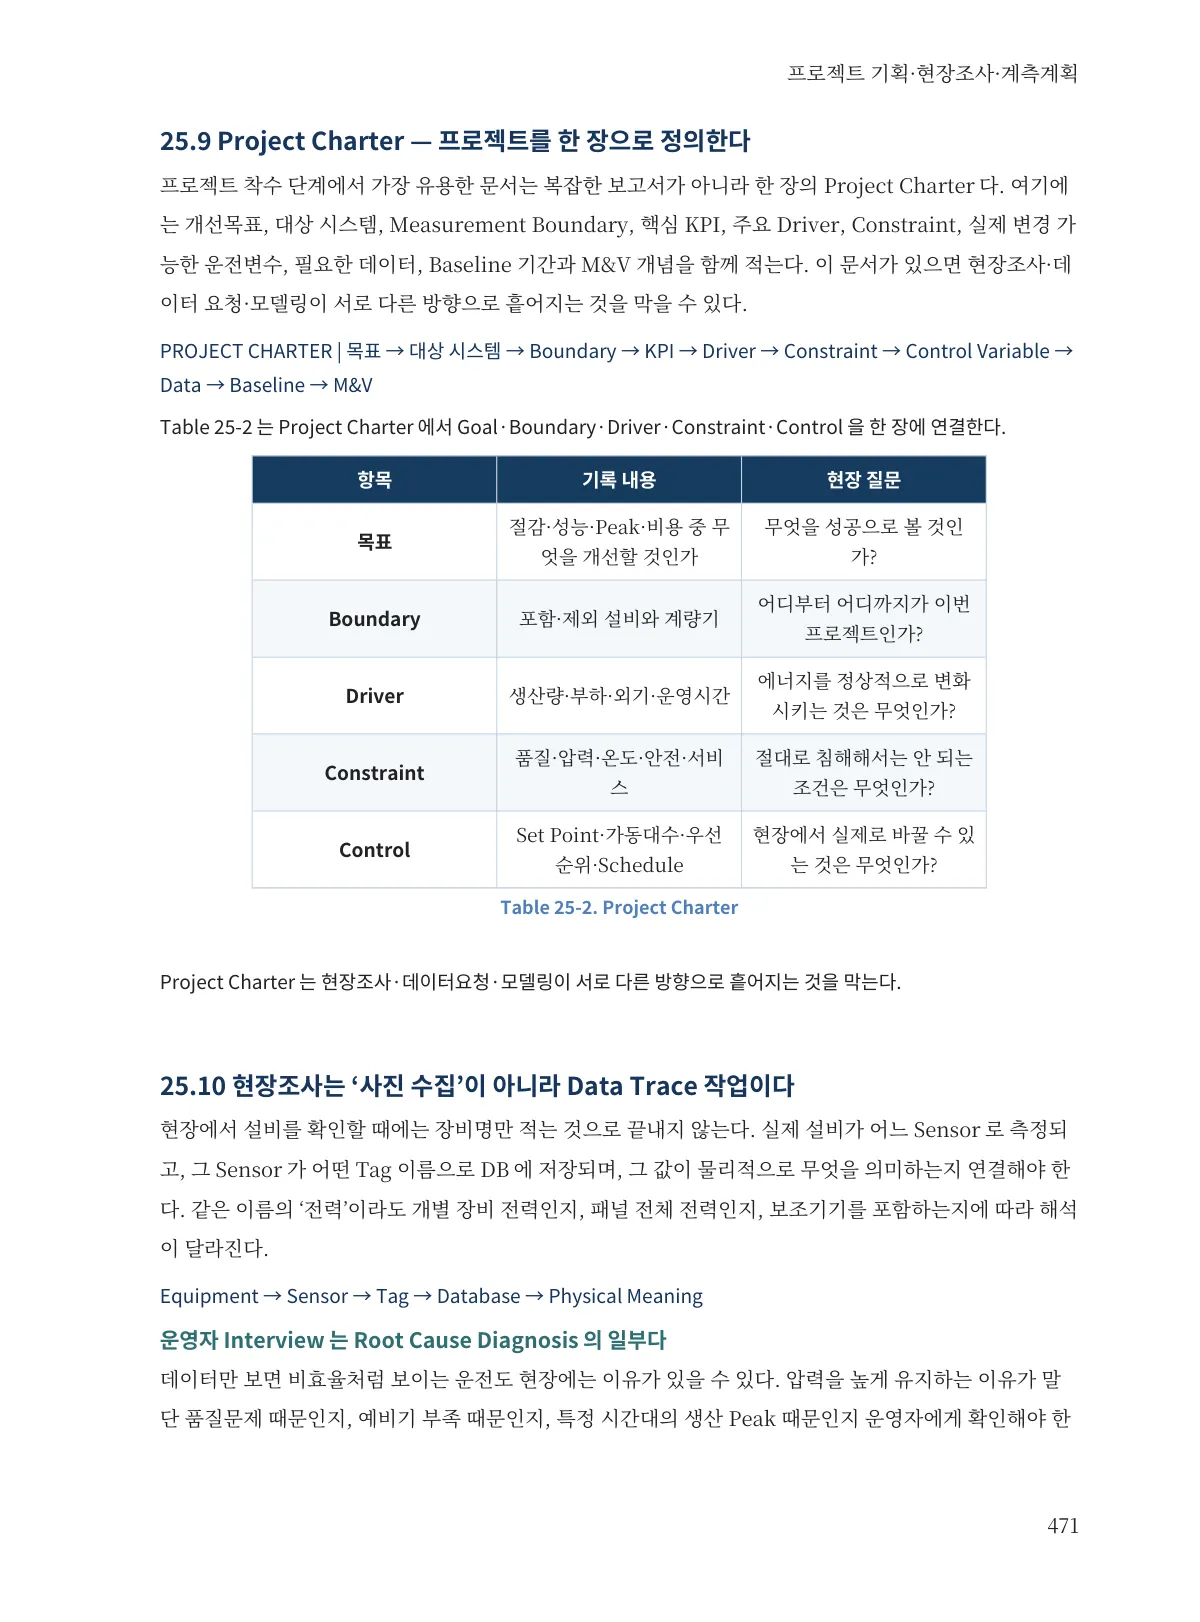 프로젝트 기획·현장조사·계측계획
25.9 Project Charter — 프로젝트를 한 장으로 정의한다
프로젝트 착수 단계에서 가장 유용한 문서는 복잡한 보고서가 아니라 한 장의 Project Charter 다. 여기에
는 개선목표, 대상 시스템, Measurement Boundary, 핵심 KPI, 주요 Driver, Constraint, 실제 변경 가
능한 운전변수, 필요한 데이터, Baseline 기간과 M&V 개념을 함께 적는다. 이 문서가 있으면 현장조사·데
이터 요청·모델링이 서로 다른 방향으로 흩어지는 것을 막을 수 있다.
PROJECT CHARTER | 목표 → 대상 시스템 → Boundary → KPI → Driver → Constraint → Control Variable →
Data → Baseline → M&V
Table 25-2 는 Project Charter 에서 Goal · Boundary · Driver · Constraint · Control 을 한 장에 연결한다.
항목 기록 내용 현장 질문
목표 절감·성능·Peak·비용 중 무 무엇을 성공으로 볼 것인
엇을 개선할 것인가 가?
Boundary 포함·제외 설비와 계량기 어디부터 어디까지가 이번
프로젝트인가?
Driver 생산량·부하·외기·운영시간 에너지를 정상적으로 변화
시키는 것은 무엇인가?
Constraint 품질·압력·온도·안전·서비 절대로 침해해서는 안 되는
스 조건은 무엇인가?
Control Set Point·가동대수·우선 현장에서 실제로 바꿀 수 있
순위·Schedule 는 것은 무엇인가?
Table 25-2. Project Charter
Project Charter 는 현장조사 · 데이터요청 · 모델링이 서로 다른 방향으로 흩어지는 것을 막는다.
25.10 현장조사는 ‘사진 수집’이 아니라 Data Trace 작업이다
현장에서 설비를 확인할 때에는 장비명만 적는 것으로 끝내지 않는다. 실제 설비가 어느 Sensor 로 측정되
고, 그 Sensor 가 어떤 Tag 이름으로 DB 에 저장되며, 그 값이 물리적으로 무엇을 의미하는지 연결해야 한
다. 같은 이름의 ‘전력’이라도 개별 장비 전력인지, 패널 전체 전력인지, 보조기기를 포함하는지에 따라 해석
이 달라진다.
Equipment → Sensor → Tag → Database → Physical Meaning
운영자 Interview 는 Root Cause Diagnosis 의 일부다
데이터만 보면 비효율처럼 보이는 운전도 현장에는 이유가 있을 수 있다. 압력을 높게 유지하는 이유가 말
단 품질문제 때문인지, 예비기 부족 때문인지, 특정 시간대의 생산 Peak 때문인지 운영자에게 확인해야 한
471